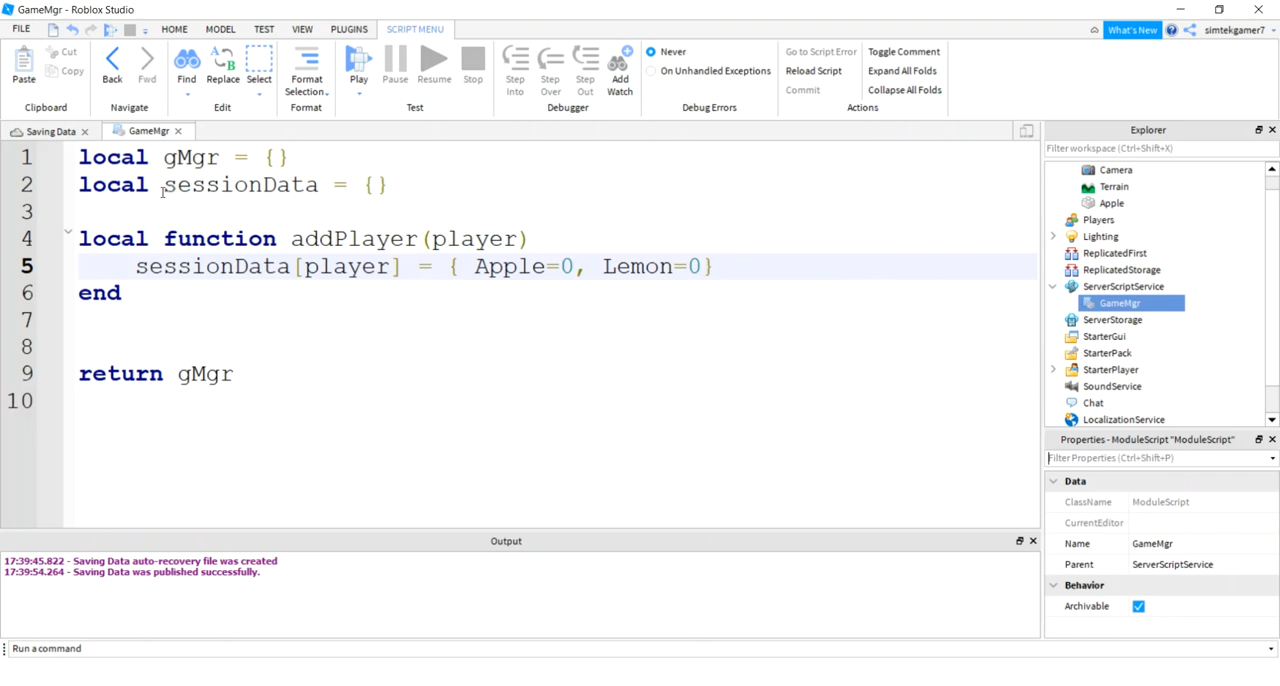 GameMgr - Roblox Studio
FILE HOME MODEL TEST VIEW PLUGINS SCRIPT MENU What's New simtekgamer7
Paste Cut Copy Clipboard
Back Fwd Navigate
Find Replace Select Edit
Format Selection Format
Play Pause Resume Stop Test
Step Into Step Over Step Out Add Watch Debugger
Never
On Unhandled Exceptions
Debug Errors
Go to Script Error Toggle Comment
Reload Script Expand All Folds
Commit Collapse All Folds
Actions
Saving Data GameMgr
1 local gMgr = {}
2 local sessionData = {}
3
4 local function addPlayer(player)
5 sessionData[player] = { Apple=0, Lemon=0}
6 end
7
8
9 return gMgr
10
Explorer
Filter workspace (Ctrl+Shift+X)
Camera
Terrain
Apple
Players
Lighting
ReplicatedFirst
ReplicatedStorage
ServerScriptService
GameMgr
ServerStorage
StarterGui
StarterPack
StarterPlayer
SoundService
Chat
LocalizationService
Properties - ModuleScript "ModuleScript"
Filter Properties (Ctrl+Shift+P)
Data
ClassName ModuleScript
CurrentEditor
Name GameMgr
Parent ServerScriptService
Behavior
Archivable
Output
17:39:45.822 - Saving Data auto-recovery file was created
17:39:54.264 - Saving Data was published successfully.
Run a command